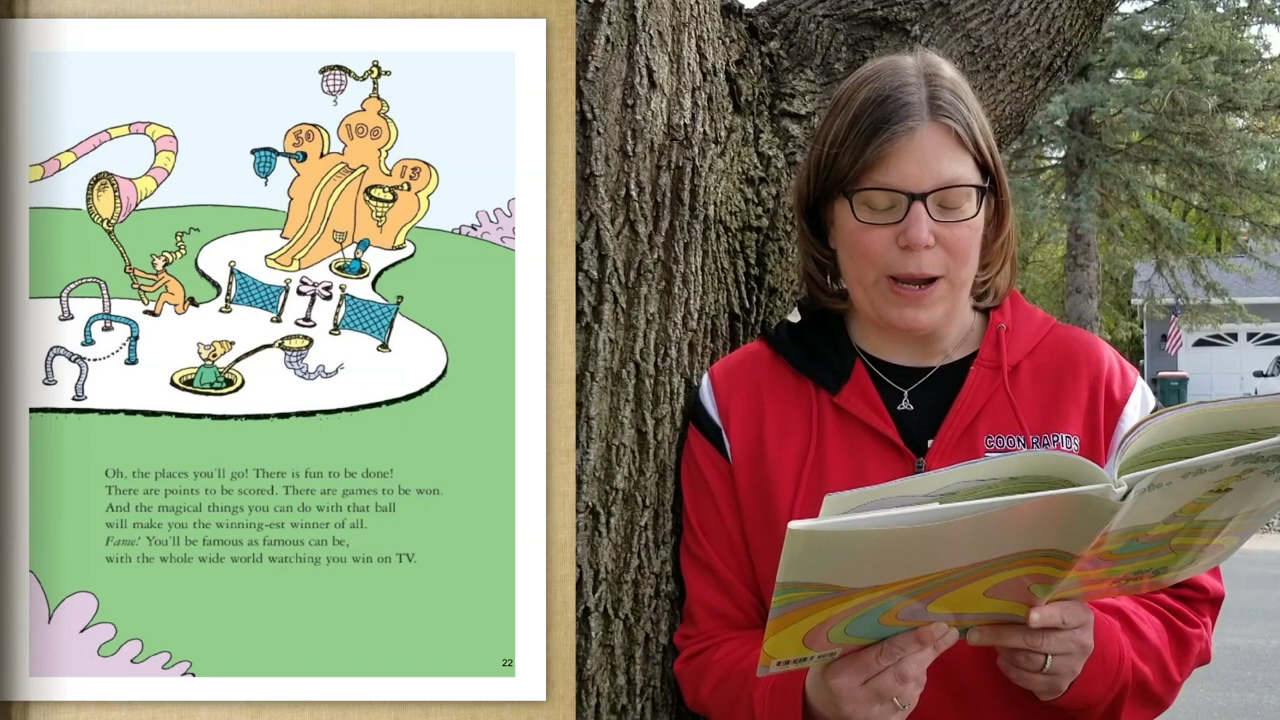 50
100
13
Oh, the places you'll go! There is fun to be done!
There are points to be scored. There are games to be won.
And the magical things you can do with that ball
will make you the winning-est winner of all.
Fame! You'll be famous as famous can be,
with the whole wide world watching you win on TV.
22
COON RAPIDS